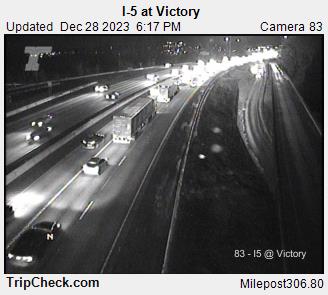 I-5 at Victory
Updated Dec 28 2023 6:17 PM Camera 83
T
83 - I5 @ Victory
N
TripCheck.com Milepost306.80